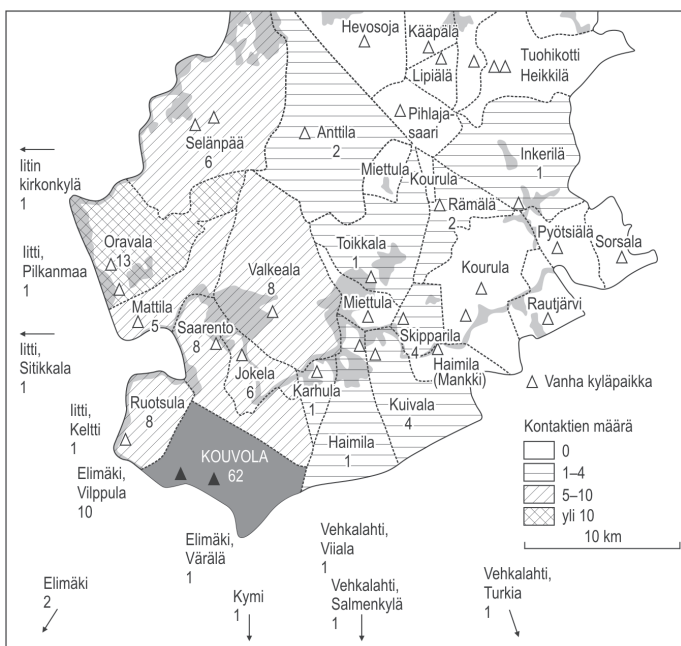 Hevosoja
Kääpälä
Lipiälä
Tuohikotti
Heikkilä
Pihlaja-
saari
Selänpää
6
Anttila
2
Miettula
Kourula
Inkerilä
1
Iitin
kirkonkylä
1
Rämälä
2
Oravala
13
Toikkala
1
Pyötsiälä
Sorsala
Iitti,
Pilkanmaa
1
Valkeala
8
Kourula
Mattila
5
Miettula
Rautjärvi
Saarento
8
Skipparila
4
Iitti,
Sitikkala
1
Jokela
6
Haimila
(Mankki)
Karhula
1
Vanha kyläpaikka
Ruotsula
8
Kuivala
4
Iitti,
Keltti
1
Haimila
1
KOUVOLA
62
Kontaktien määrä
0
1–4
5–10
yli 10
10 km
Elimäki,
Vilppula
10
Elimäki,
Värälä
1
Vehkalahti,
Viiala
1
Elimäki
2
Kymi
1
Vehkalahti,
Salmenkylä
1
Vehkalahti,
Turkia
1